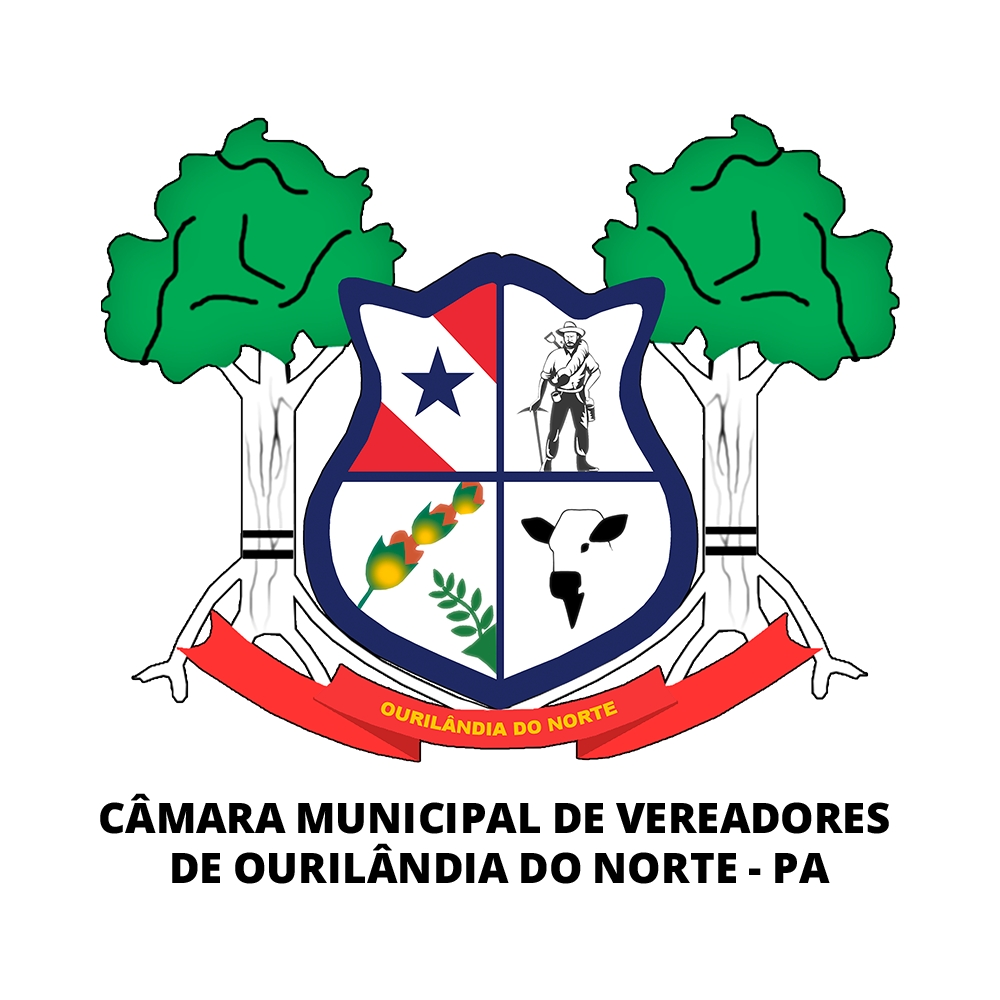 OURILÂNDIA DO NORTE
CÂMARA MUNICIPAL DE VEREADORES
DE OURILÂNDIA DO NORTE - PA